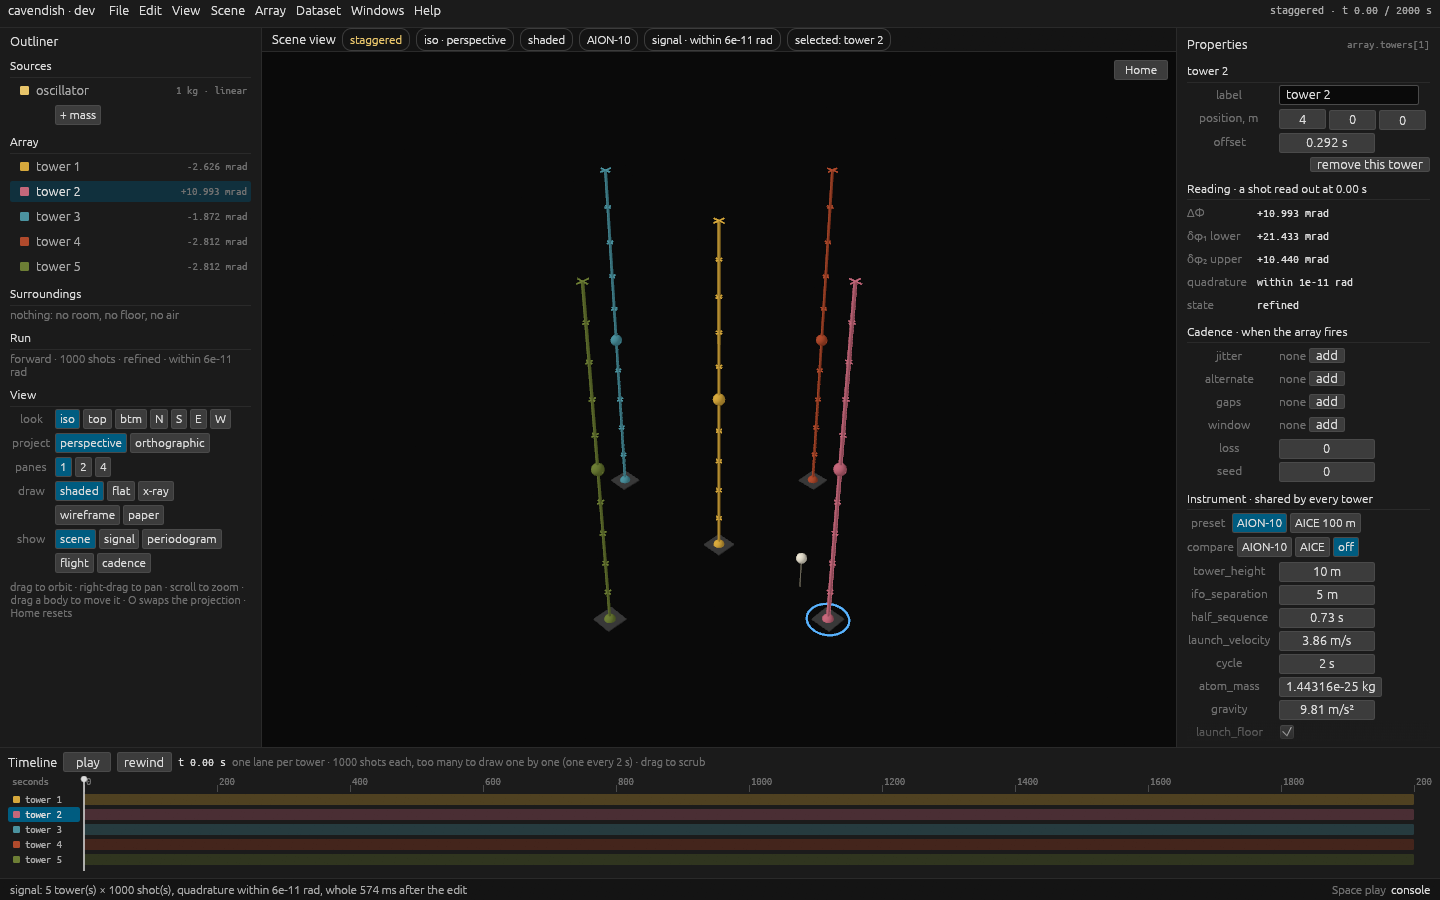 cavendish · dev File Edit View Scene Array Dataset Windows Help
staggered · t 0.00 / 2000 s
Outliner
Sources
oscillator 1 kg · linear
+ mass
Array
tower 1 -2.626 mrad
tower 2 +10.993 mrad
tower 3 -1.872 mrad
tower 4 -2.812 mrad
tower 5 -2.812 mrad
Surroundings
nothing: no room, no floor, no air
Run
forward · 1000 shots · refined · within 6e-11
rad
View
look iso top btm N S E W
project perspective orthographic
panes 1 2 4
draw shaded flat x-ray
wireframe paper
show scene signal periodogram
flight cadence
drag to orbit · right-drag to pan · scroll to zoom ·
drag a body to move it · O swaps the projection ·
Home resets
Scene view staggered iso · perspective shaded AION-10 signal · within 6e-11 rad selected: tower 2
Home
Properties array.towers[1]
tower 2
label tower 2
position, m 4 0 0
offset 0.292 s
remove this tower
Reading · a shot read out at 0.00 s
ΔΦ +10.993 mrad
δφ₁ lower +21.433 mrad
δφ₂ upper +10.440 mrad
quadrature within 1e-11 rad
state refined
Cadence · when the array fires
jitter none add
alternate none add
gaps none add
window none add
loss 0
seed 0
Instrument · shared by every tower
preset AION-10 AICE 100 m
compare AION-10 AICE off
tower_height 10 m
ifo_separation 5 m
half_sequence 0.73 s
launch_velocity 3.86 m/s
cycle 2 s
atom_mass 1.44316e-25 kg
gravity 9.81 m/s²
launch_floor
Timeline play rewind t 0.00 s one lane per tower · 1000 shots each, too many to draw one by one (one every 2 s) · drag to scrub
seconds 0 200 400 600 800 1000 1200 1400 1600 1800 200
tower 1
tower 2
tower 3
tower 4
tower 5
signal: 5 tower(s) × 1000 shot(s), quadrature within 6e-11 rad, whole 574 ms after the edit
Space play console